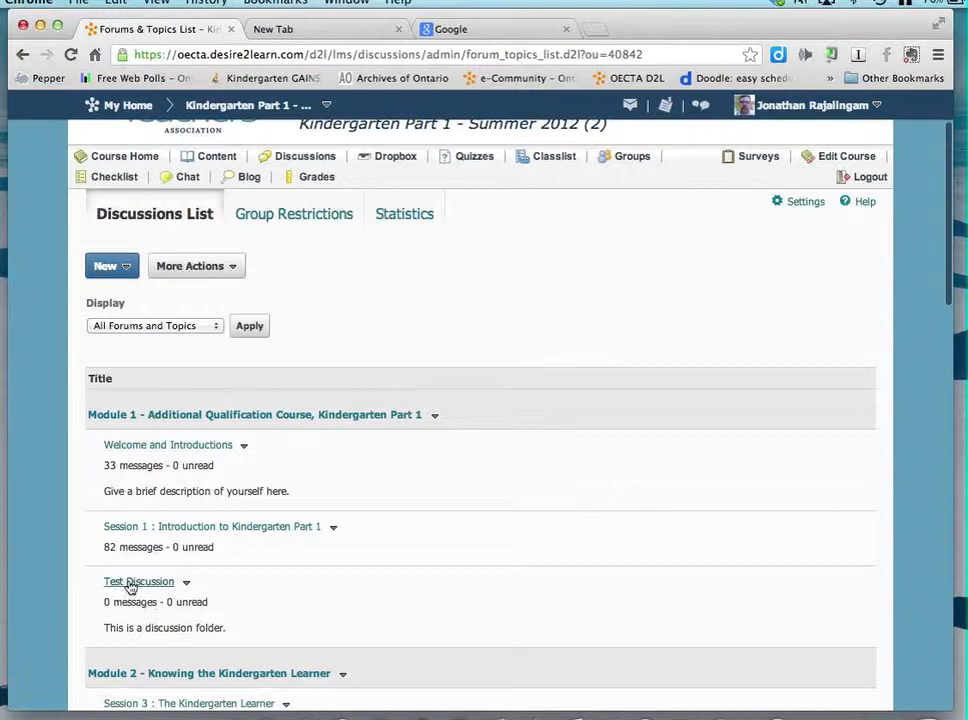 Chrome File Edit View History Bookmarks Window Help
Forums & Topics List – Kin
New Tab
Google
https://oecta.desire2learn.com/d2l/lms/discussions/admin/forum_topics_list.d2l?ou=40842
Pepper
Free Web Polls - On
Kindergarten GAINS
AO Archives of Ontario
e-Community - Ont
OECTA D2L
Doodle: easy sched
»
Other Bookmarks
My Home
Kindergarten Part 1 - ...
Jonathan Rajalingam
ASSOCIATION
Kindergarten Part 1 - Summer 2012 (2)
Course Home
Content
Discussions
Dropbox
Quizzes
Classlist
Groups
Surveys
Edit Course
Checklist
Chat
Blog
Grades
Logout
Discussions List
Group Restrictions
Statistics
Settings
Help
New
More Actions
Display
All Forums and Topics
Apply
Title
Module 1 - Additional Qualification Course, Kindergarten Part 1
Welcome and Introductions
33 messages - 0 unread
Give a brief description of yourself here.
Session 1 : Introduction to Kindergarten Part 1
82 messages - 0 unread
Test Discussion
0 messages - 0 unread
This is a discussion folder.
Module 2 - Knowing the Kindergarten Learner
Session 3 : The Kindergarten Learner